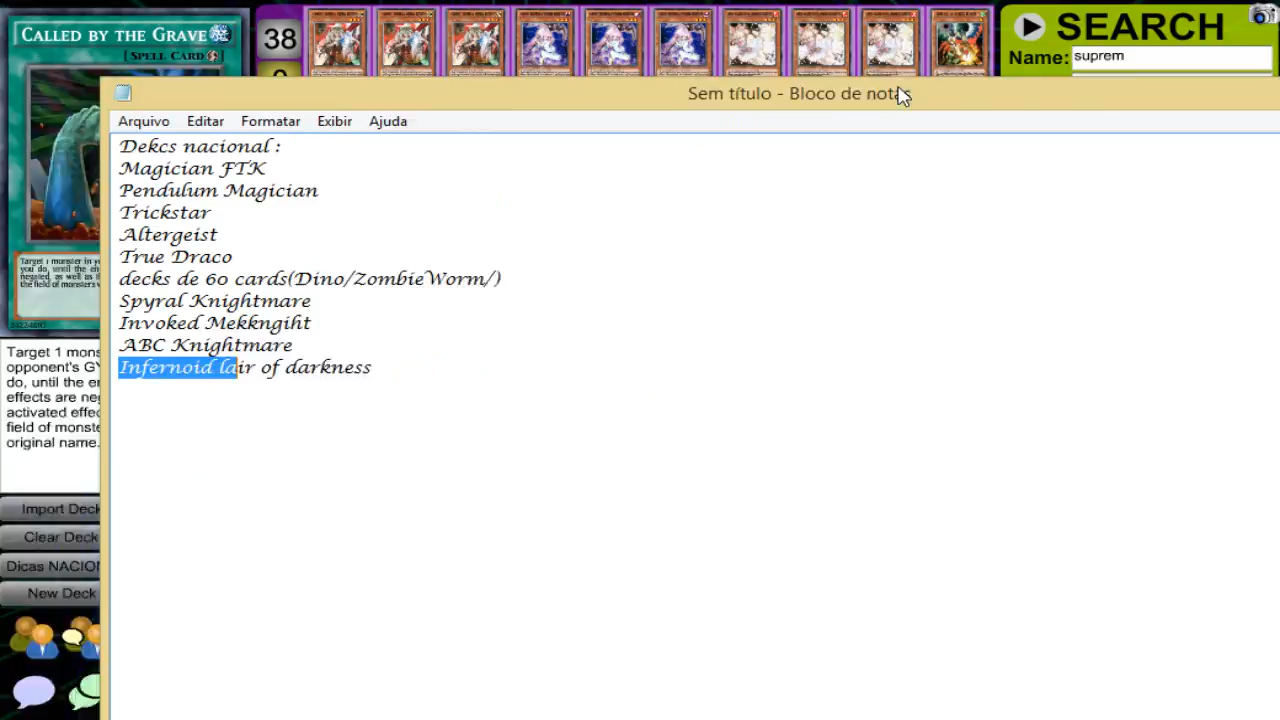 CALLED BY THE GRAVE
[SPELL CARD]
38
SEARCH
Name: suprem
Sem título - Bloco de notas
Arquivo Editar Formatar Exibir Ajuda
Dekcs nacional :
Magician FTK
Pendulum Magician
Trickstar
Altergeist
True Draco
decks de 60 cards(Dino/ZombieWorm/)
Spyral Knightmare
Invoked Mekkngiht
ABC Knightmare
Infernoid lair of darkness
Target 1 mons
opponent's GY
do, until the en
effects are neg
activated effec
field of monste
original name.
Import Deck
Clear Deck
Dicas NACION
New Deck